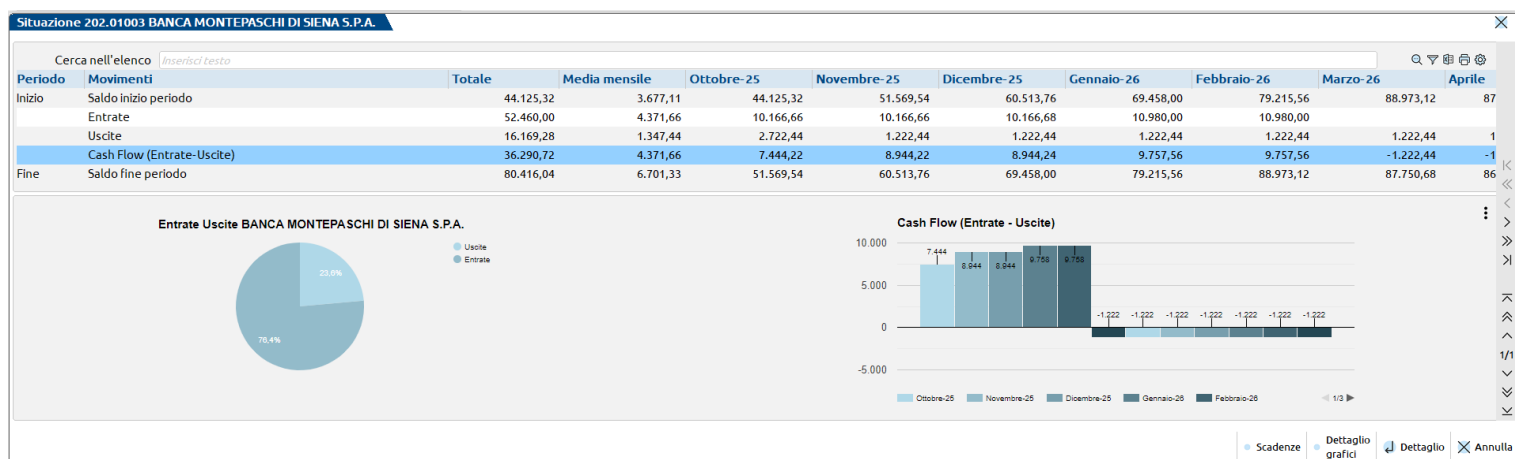 Situazione 202.01003 BANCA MONTEPASCHI DI SIENA S.P.A.
Cerca nell'elenco Inserisci testo
Periodo Movimenti Totale Media mensile Ottobre-25 Novembre-25 Dicembre-25 Gennaio-26 Febbraio-26 Marzo-26 Aprile
Inizio Saldo inizio periodo 44.125,32 3.677,11 44.125,32 51.569,54 60.513,76 69.458,00 79.215,56 88.973,12 87
Entrate 52.460,00 4.371,66 10.166,66 10.166,66 10.166,68 10.980,00 10.980,00
Uscite 16.169,28 1.347,44 2.722,44 1.222,44 1.222,44 1.222,44 1.222,44 1.222,44 1
Cash Flow (Entrate-Uscite) 36.290,72 4.371,66 7.444,22 8.944,22 8.944,24 9.757,56 9.757,56 -1.222,44 -1
Fine Saldo fine periodo 80.416,04 6.701,33 51.569,54 60.513,76 69.458,00 79.215,56 88.973,12 87.750,68 86
Entrate Uscite BANCA MONTEPASCHI DI SIENA S.P.A.
Uscite
Entrate
23,6%
76,4%
Cash Flow (Entrate - Uscite)
10.000
5.000
0
-5.000
7.444 8.944 8.944 9.758 9.758 -1.222 -1.222 -1.222 -1.222 -1.222 -1.222 -1.222
Ottobre-25 Novembre-25 Dicembre-25 Gennaio-26 Febbraio-26 1/3
1/1
Scadenze Dettaglio grafici Dettaglio Annulla